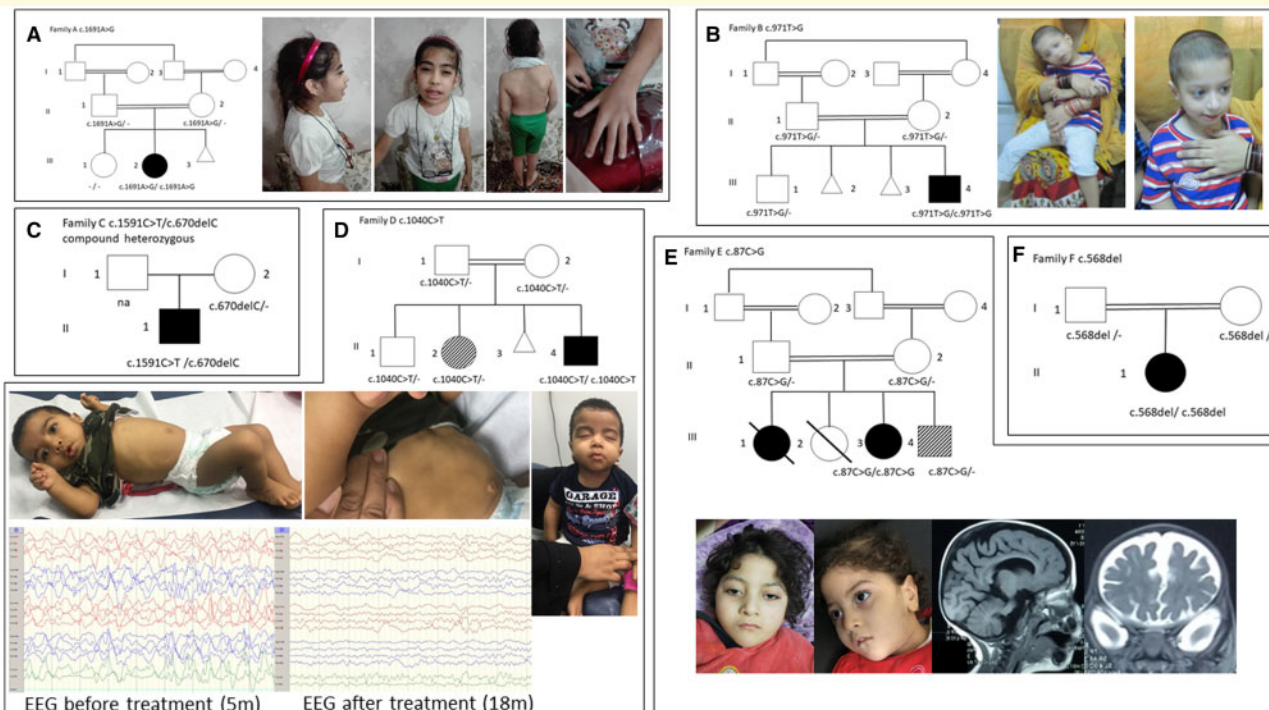 A
Family A c.1691A>G
I
1
2
3
4
II
1
2
c.1691A>G/ -
c.1691A>G/ -
III
1
2
3
- / -
c.1691A>G/ c.1691A>G
B
Family B c.971T>G
I
1
2
3
4
II
1
2
c.971T>G/-
c.971T>G/-
III
1
2
3
4
c.971T>G/-
c.971T>G/c.971T>G
C
Family C c.1591C>T/c.670delC
compound heterozygous
I
1
2
na
c.670delC/-
II
1
c.1591C>T /c.670delC
D
Family D c.1040C>T
I
1
2
c.1040C>T/-
c.1040C>T/-
II
1
2
3
4
c.1040C>T/-
c.1040C>T/-
c.1040C>T/ c.1040C>T
GARAGE
EEG before treatment (5m)
EEG after treatment (18m)
E
Family E c.87C>G
I
1
2
3
4
II
1
2
c.87C>G/-
c.87C>G/-
III
1
2
3
4
c.87C>G/c.87C>G
c.87C>G/-
F
Family F c.568del
I
1
2
c.568del /-
c.568del /
II
1
c.568del/ c.568del